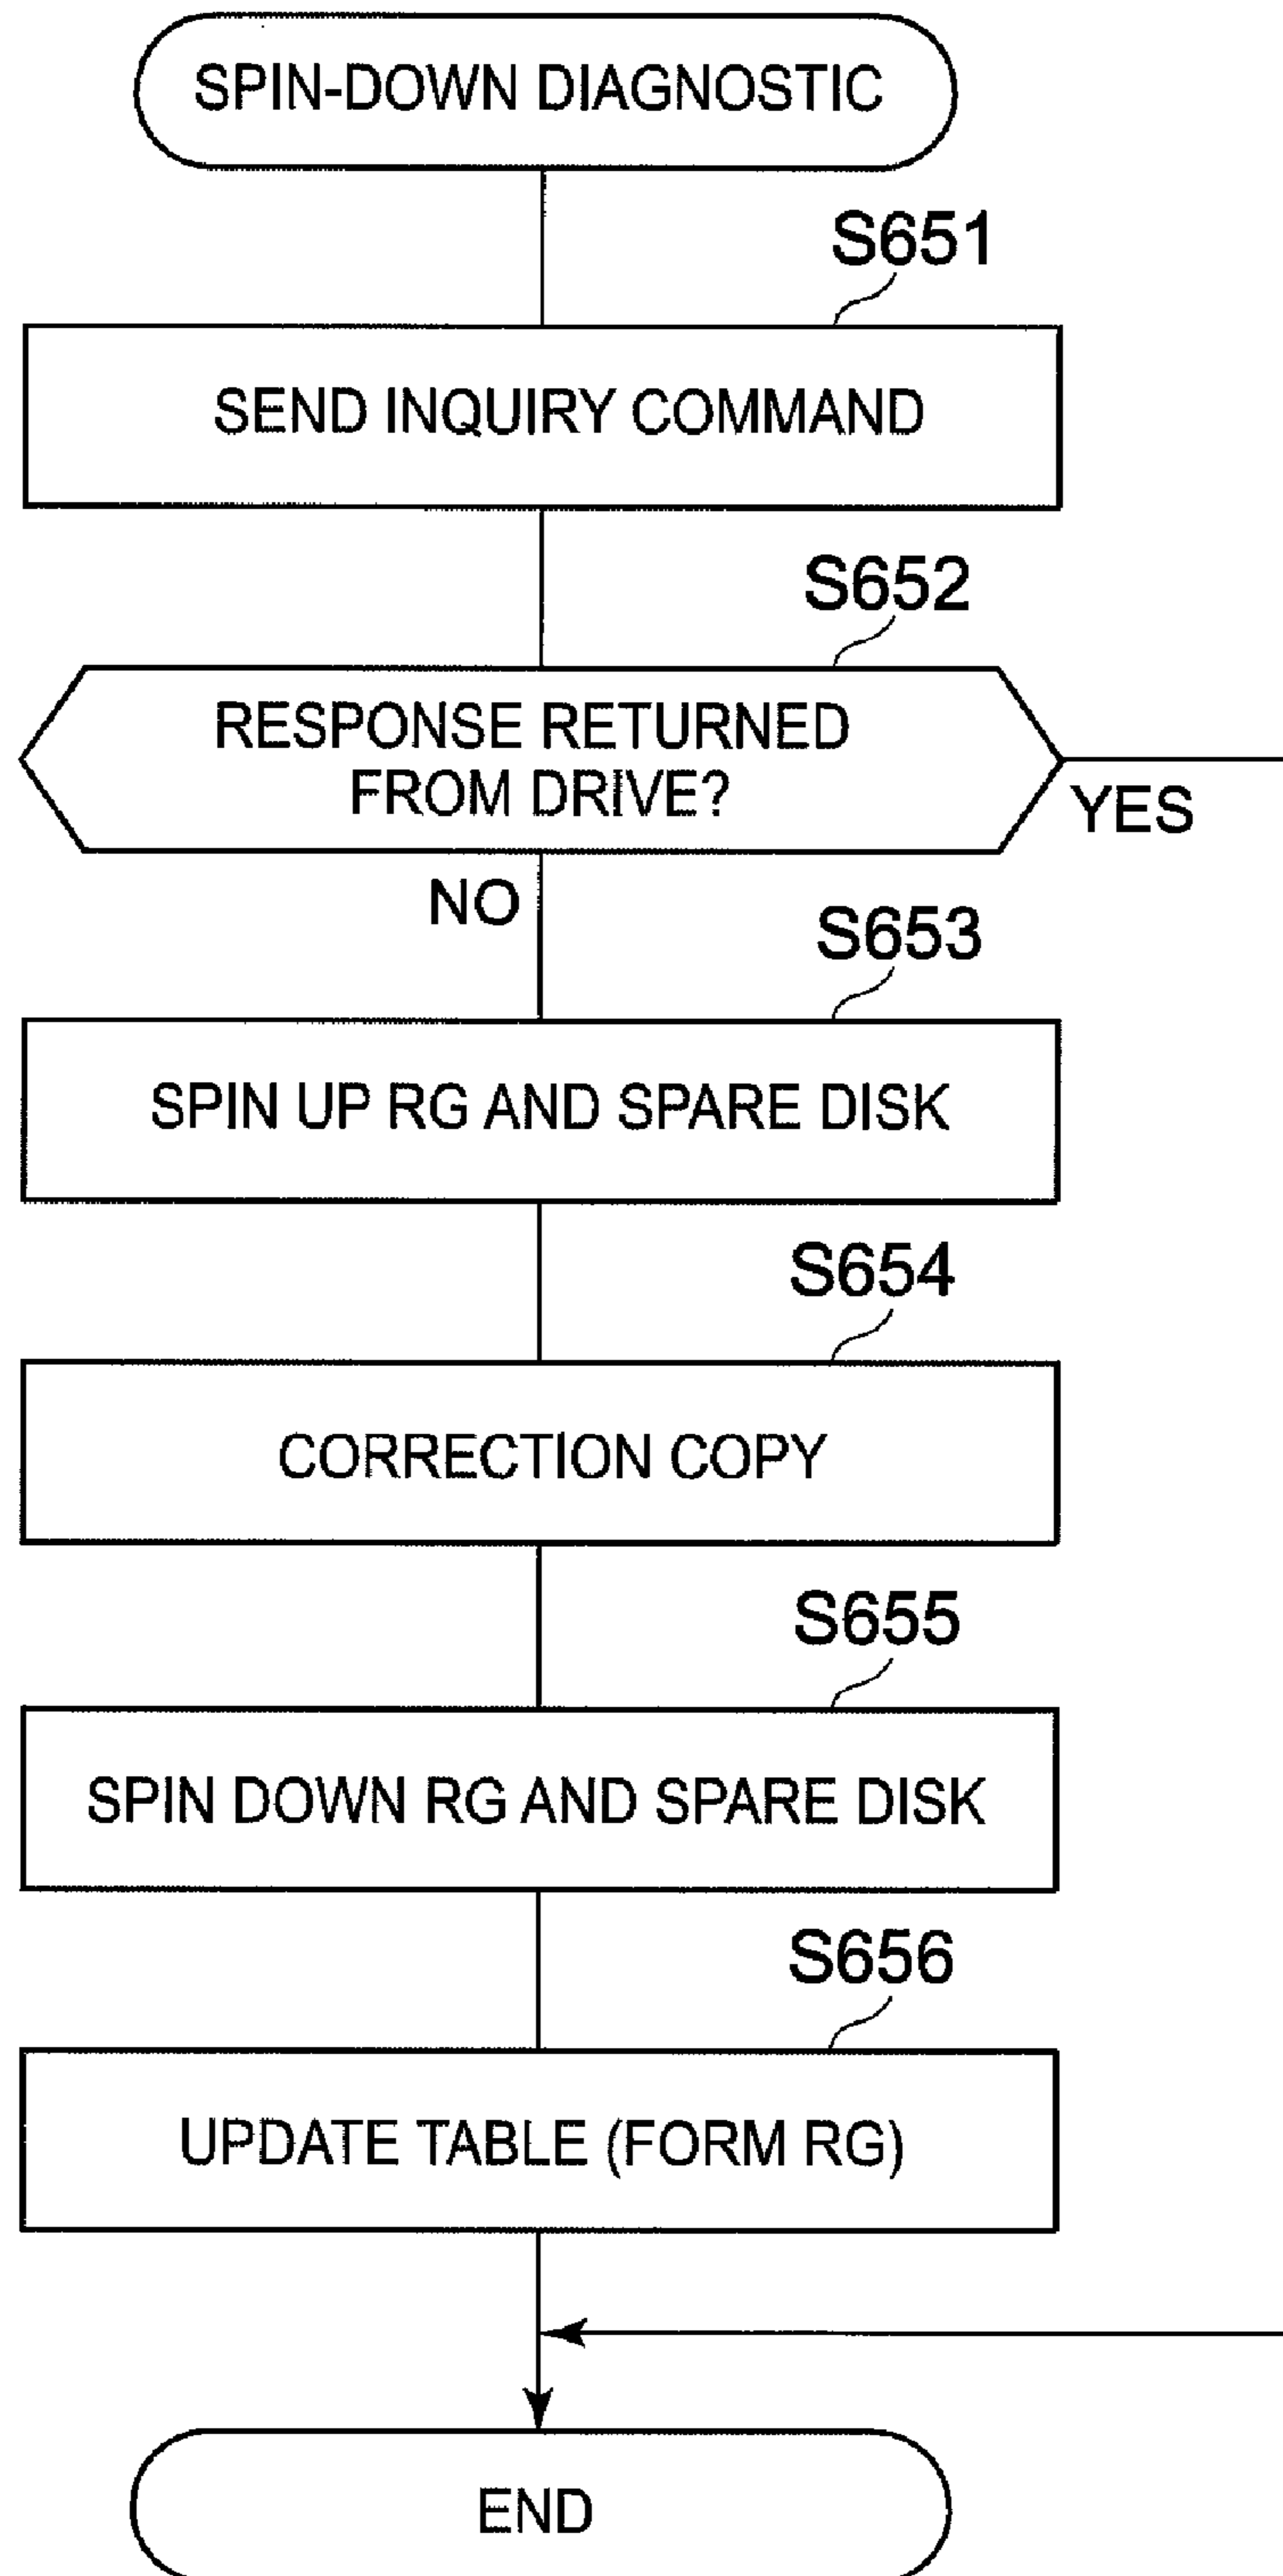 SPIN-DOWN DIAGNOSTIC
S651
SEND INQUIRY COMMAND
S652
RESPONSE RETURNED
FROM DRIVE?
YES
NO
S653
SPIN UP RG AND SPARE DISK
S654
CORRECTION COPY
S655
SPIN DOWN RG AND SPARE DISK
S656
UPDATE TABLE (FORM RG)
END